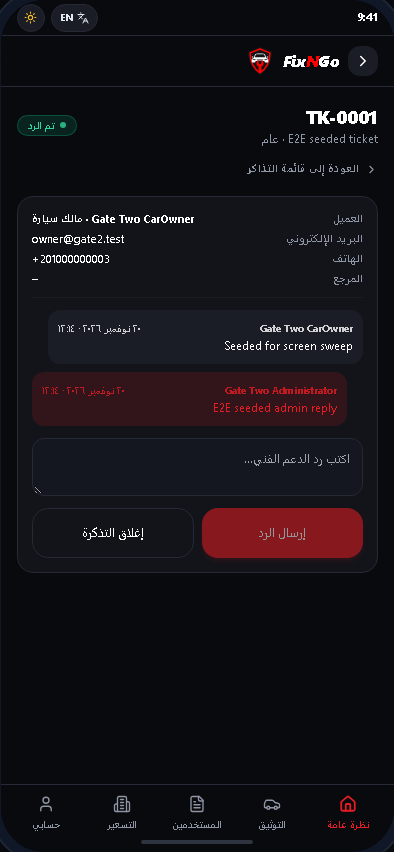 9:41
EN
FixNGo
TK-0001
تم الرد
E2E seeded ticket · عام
العودة إلى قائمة التذاكر
العميل
Gate Two CarOwner · مالك سيارة
البريد الإلكتروني
owner@gate2.test
الهاتف
+201000000003
المرجع
—
Gate Two CarOwner
٢٠ نوفمبر ٢٠٢٦ · ١٢:١٤
Seeded for screen sweep
Gate Two Administrator
٢٠ نوفمبر ٢٠٢٦ · ١٢:١٤
E2E seeded admin reply
اكتب رد الدعم الفني...
إرسال الرد
إغلاق التذكرة
نظرة عامة
التوثيق
المستخدمين
التسعير
حسابي